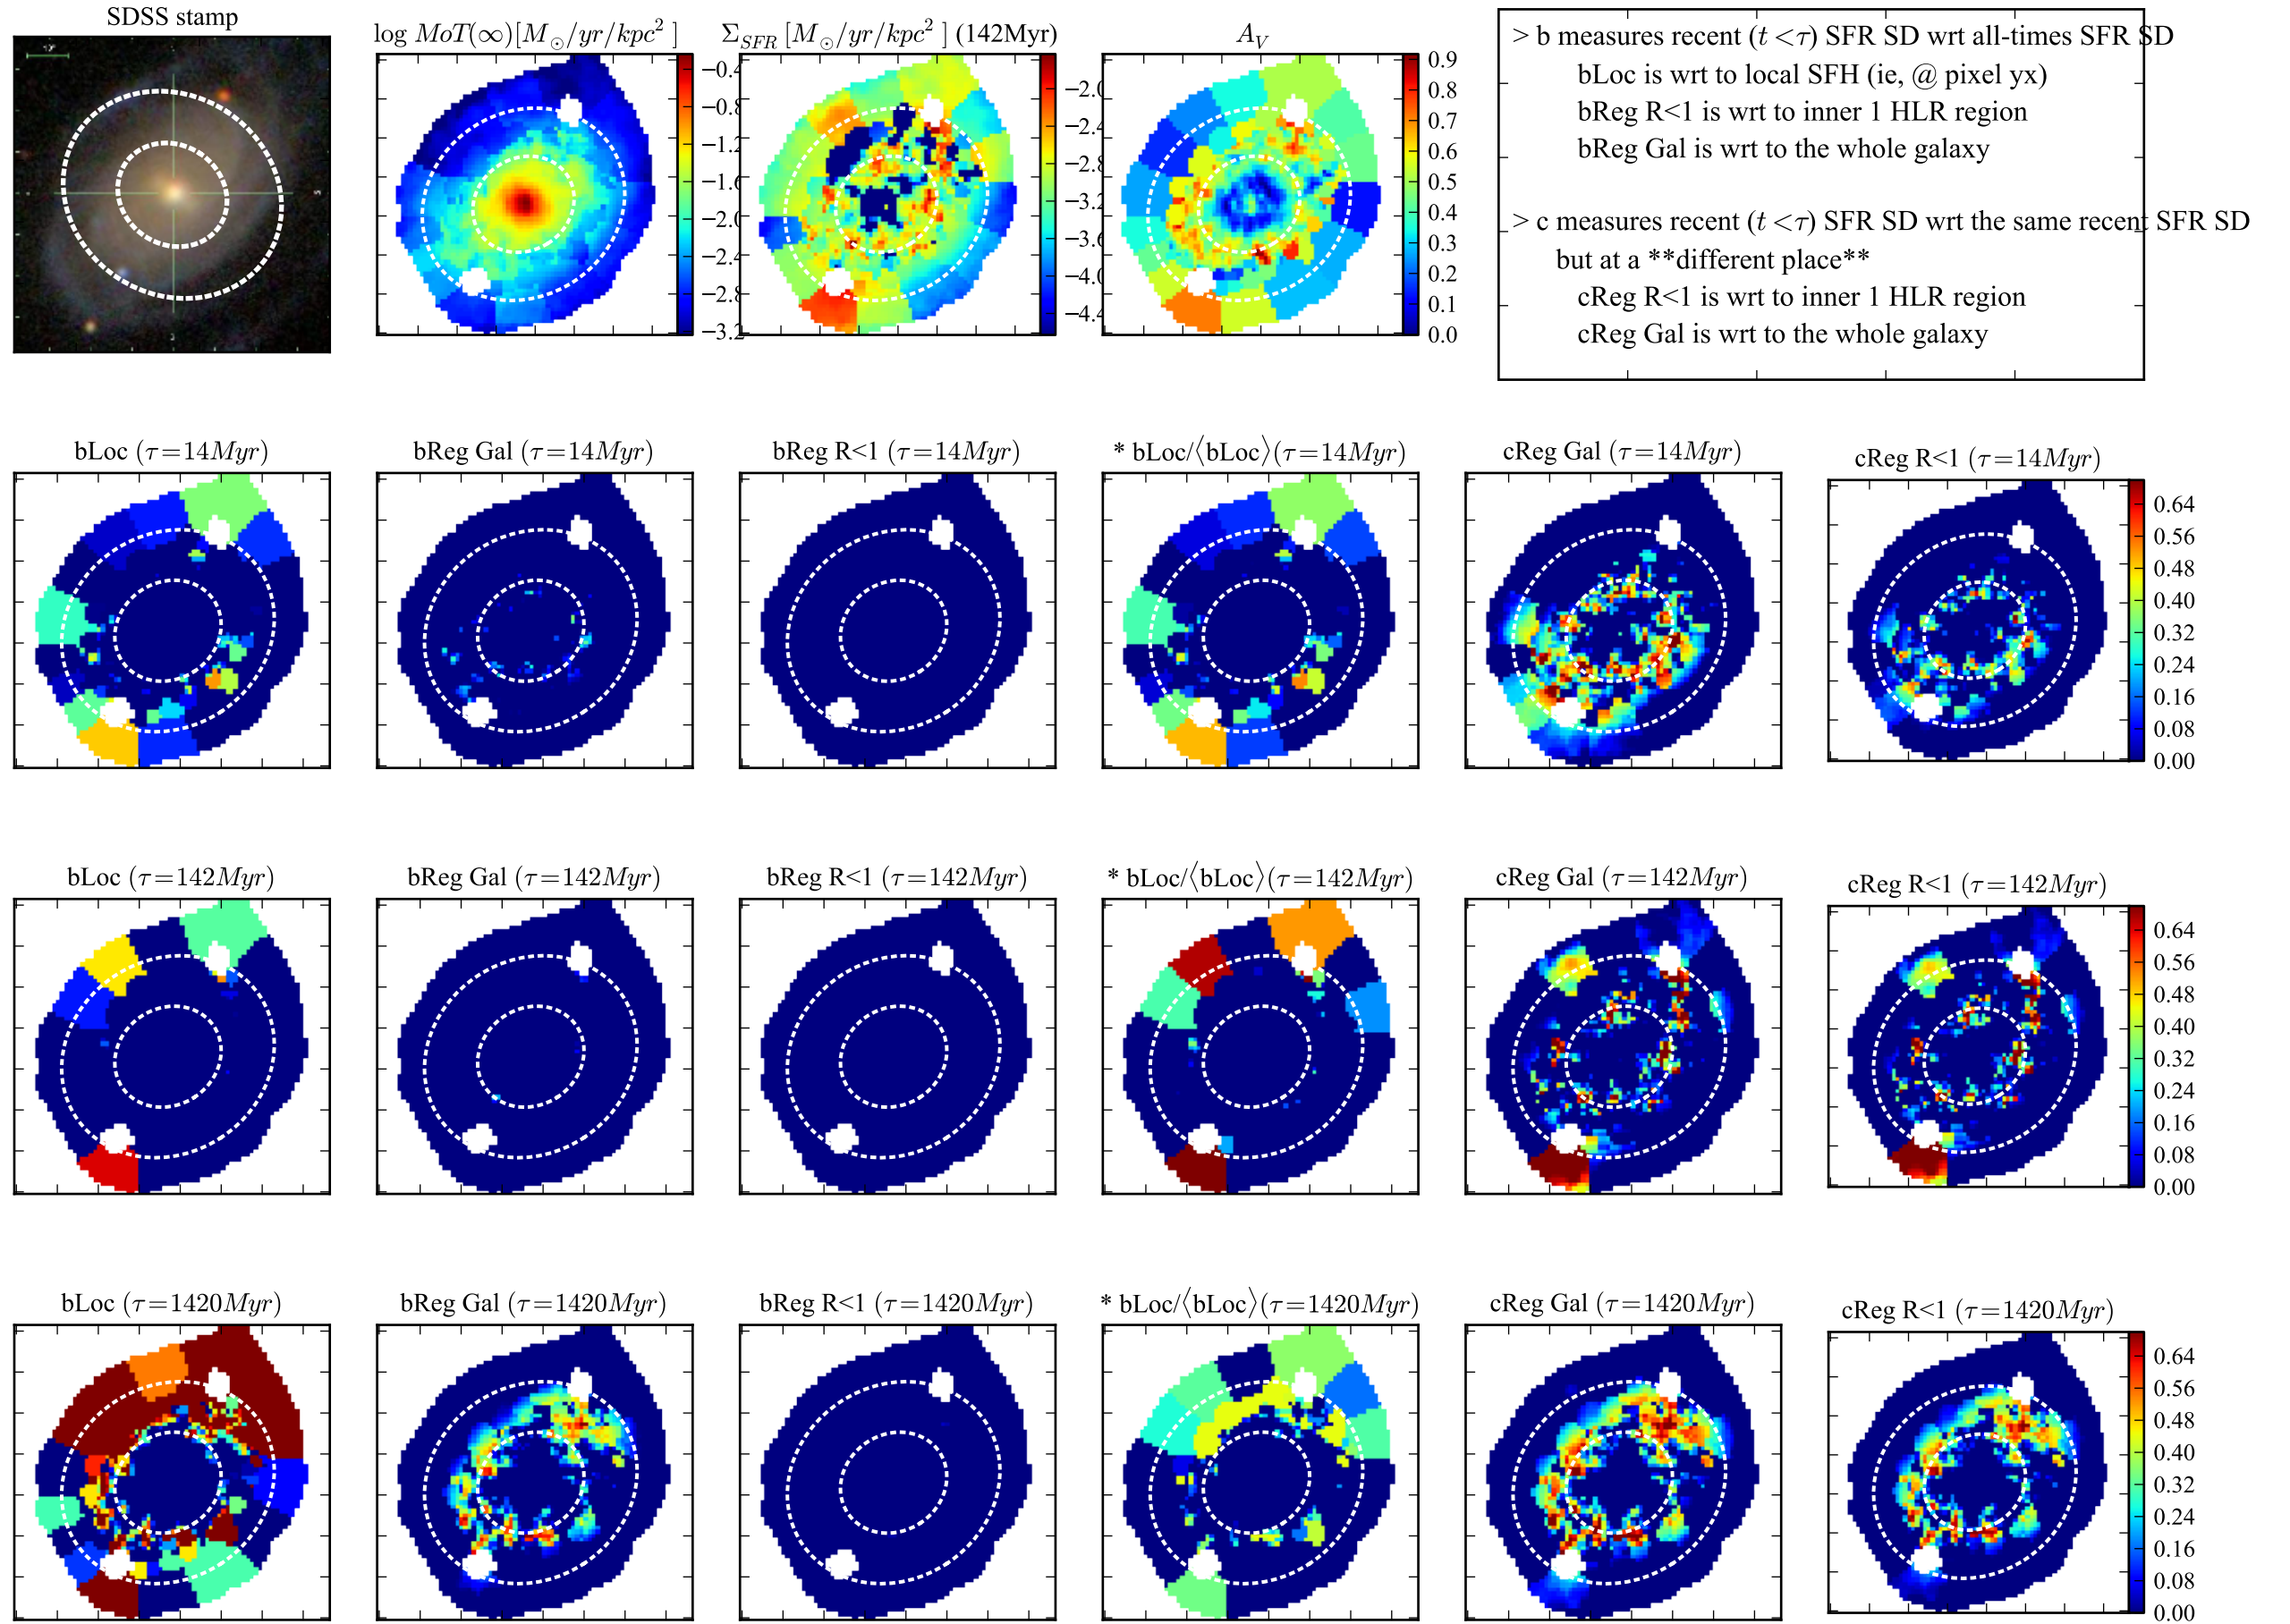 SDSS stamp
log MoT(∞)[M⊙/yr/kpc² ]
Σ_SFR [M⊙/yr/kpc² ] (142Myr)
A_V
−0.4
−0.8
−1.2
−1.6
−2.0
−2.4
−2.8
−3.2
−2.0
−2.4
−2.8
−3.2
−3.6
−4.0
−4.4
0.9
0.8
0.7
0.6
0.5
0.4
0.3
0.2
0.1
0.0
> b measures recent (t <τ) SFR SD wrt all-times SFR SD
bLoc is wrt to local SFH (ie, @ pixel yx)
bReg R<1 is wrt to inner 1 HLR region
bReg Gal is wrt to the whole galaxy
> c measures recent (t <τ) SFR SD wrt the same recent SFR SD
but at a **different place**
cReg R<1 is wrt to inner 1 HLR region
cReg Gal is wrt to the whole galaxy
bLoc (τ=14Myr)
bReg Gal (τ=14Myr)
bReg R<1 (τ=14Myr)
* bLoc/⟨bLoc⟩(τ=14Myr)
cReg Gal (τ=14Myr)
cReg R<1 (τ=14Myr)
0.64
0.56
0.48
0.40
0.32
0.24
0.16
0.08
0.00
bLoc (τ=142Myr)
bReg Gal (τ=142Myr)
bReg R<1 (τ=142Myr)
* bLoc/⟨bLoc⟩(τ=142Myr)
cReg Gal (τ=142Myr)
cReg R<1 (τ=142Myr)
0.64
0.56
0.48
0.40
0.32
0.24
0.16
0.08
0.00
bLoc (τ=1420Myr)
bReg Gal (τ=1420Myr)
bReg R<1 (τ=1420Myr)
* bLoc/⟨bLoc⟩(τ=1420Myr)
cReg Gal (τ=1420Myr)
cReg R<1 (τ=1420Myr)
0.64
0.56
0.48
0.40
0.32
0.24
0.16
0.08
0.00